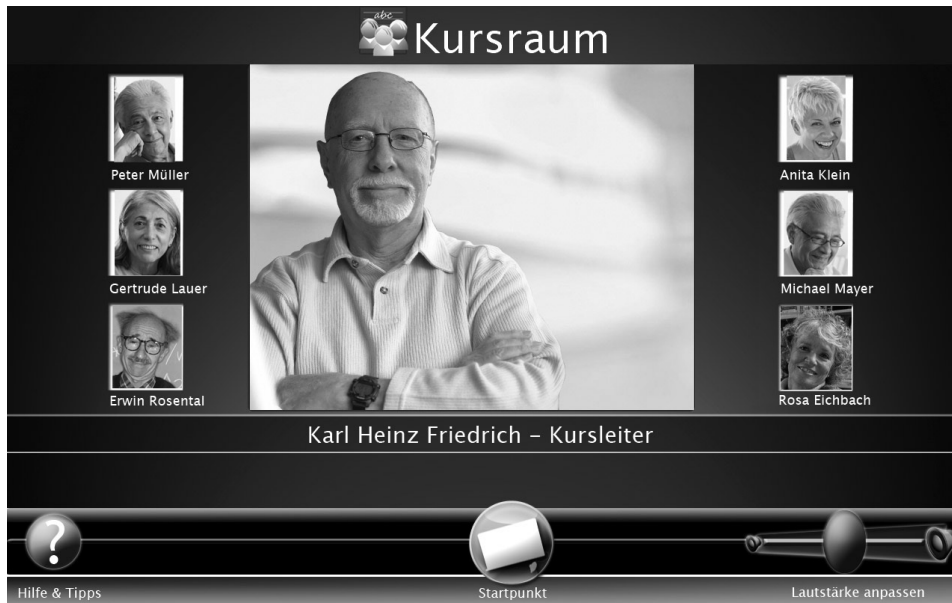 abc
Kursraum
Peter Müller
Gertrude Lauer
Erwin Rosental
Anita Klein
Michael Mayer
Rosa Eichbach
Karl Heinz Friedrich – Kursleiter
?
Hilfe & Tipps
Startpunkt
Lautstärke anpassen